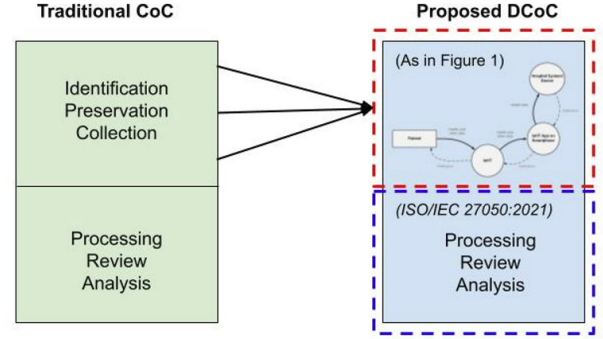 Traditional CoC
Proposed DCoC
Identification
Preservation
Collection
Processing
Review
Analysis
(As in Figure 1)
(ISO/IEC 27050:2021)
Processing
Review
Analysis